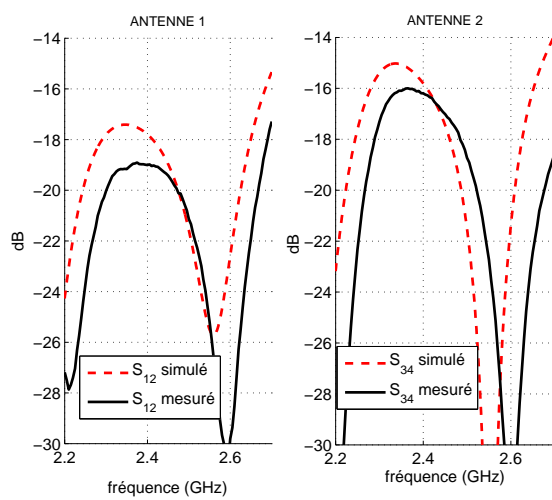 ANTENNE 1
−14
−16
−18
−20
−22
−24
−26
−28
−30
dB
2.2
2.4
2.6
fréquence (GHz)
S12 simulé
S12 mesuré
ANTENNE 2
−14
−16
−18
−20
−22
−24
−26
−28
−30
dB
2.2
2.4
2.6
fréquence (GHz)
S34 simulé
S34 mesuré